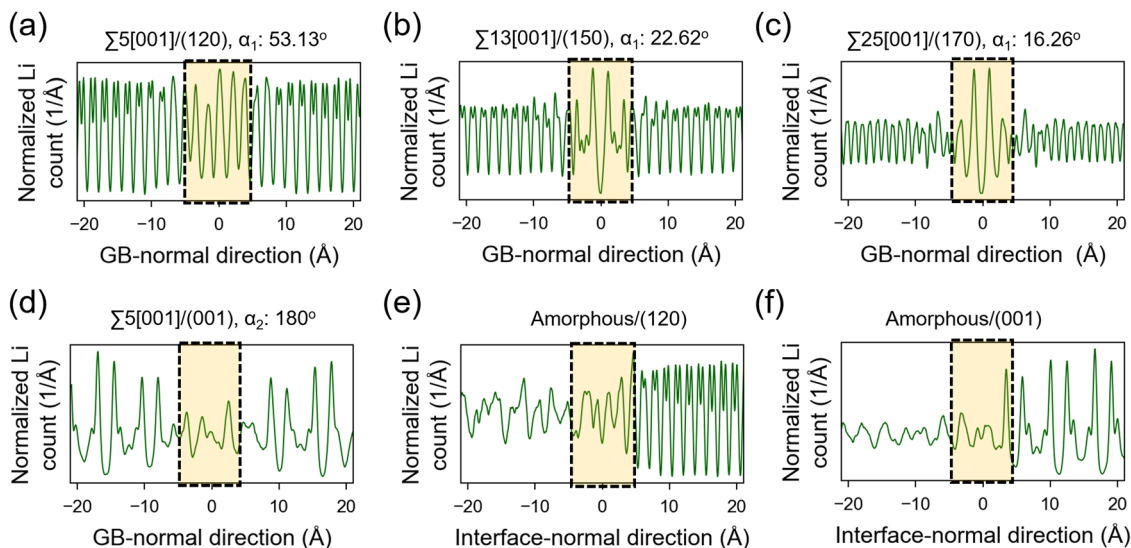 (a)
∑5[001]/(120), α₁: 53.13°
Normalized Li
count (1/Å)
−20 −10 0 10 20
GB-normal direction (Å)
(b)
∑13[001]/(150), α₁: 22.62°
Normalized Li
count (1/Å)
−20 −10 0 10 20
GB-normal direction (Å)
(c)
∑25[001]/(170), α₁: 16.26°
Normalized Li
count (1/Å)
−20 −10 0 10 20
GB-normal direction (Å)
(d)
∑5[001]/(001), α₂: 180°
Normalized Li
count (1/Å)
−20 −10 0 10 20
GB-normal direction (Å)
(e)
Amorphous/(120)
Normalized Li
count (1/Å)
−20 −10 0 10 20
Interface-normal direction (Å)
(f)
Amorphous/(001)
Normalized Li
count (1/Å)
−20 −10 0 10 20
Interface-normal direction (Å)